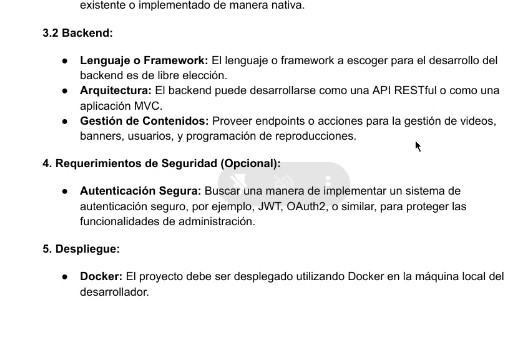 existente o implementado de manera nativa.
3.2 Backend:
● Lenguaje o Framework: El lenguaje o framework a escoger para el desarrollo del
backend es de libre elección.
● Arquitectura: El backend puede desarrollarse como una API RESTful o como una
aplicación MVC.
● Gestión de Contenidos: Proveer endpoints o acciones para la gestión de videos,
banners, usuarios, y programación de reproducciones.
4. Requerimientos de Seguridad (Opcional):
● Autenticación Segura: Buscar una manera de implementar un sistema de
autenticación seguro, por ejemplo, JWT, OAuth2, o similar, para proteger las
funcionalidades de administración.
5. Despliegue:
● Docker: El proyecto debe ser desplegado utilizando Docker en la máquina local del
desarrollador.